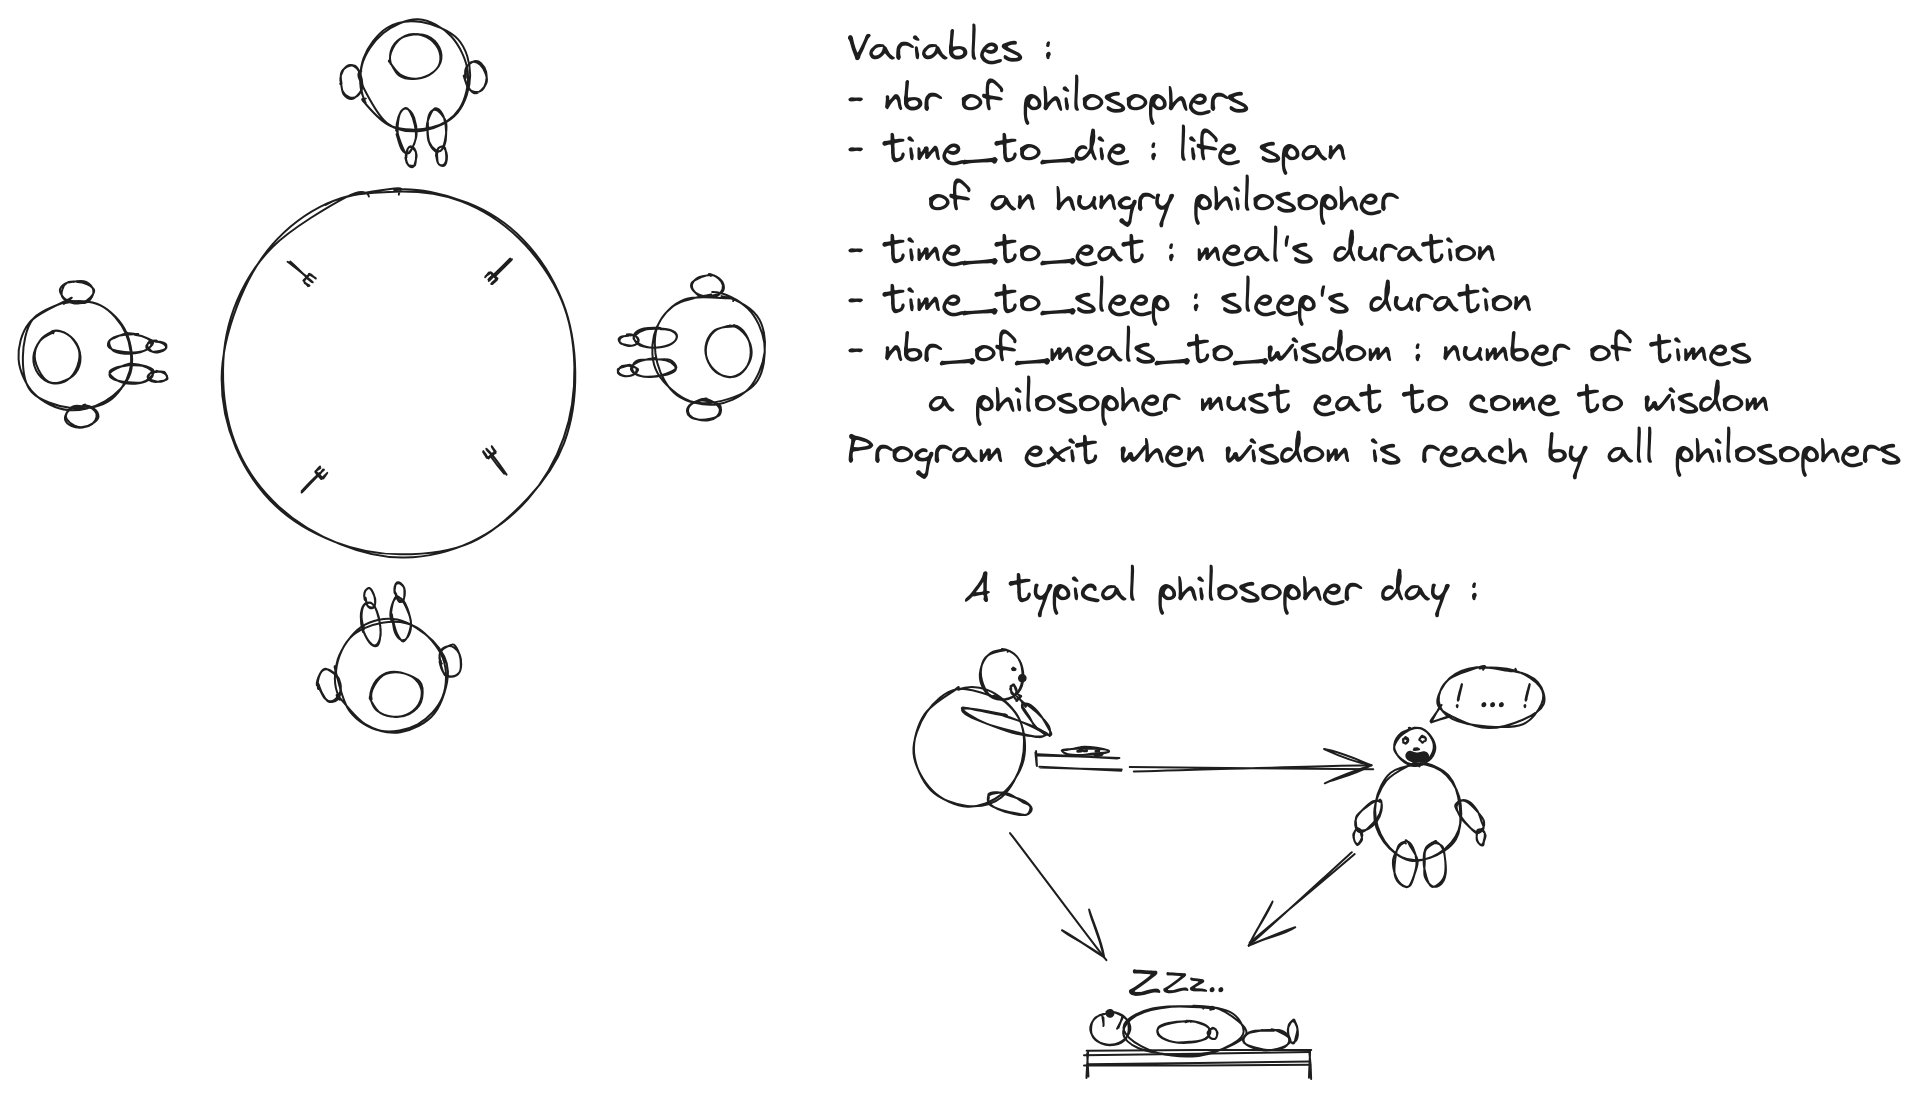 Variables :
- nbr of philosophers
- time_to_die : life span
of an hungry philosopher
- time_to_eat : meal's duration
- time_to_sleep : sleep's duration
- nbr_of_meals_to_wisdom : number of times
a philosopher must eat to come to wisdom
Program exit when wisdom is reach by all philosophers
A typical philosopher day :
! ... !
ZZz..